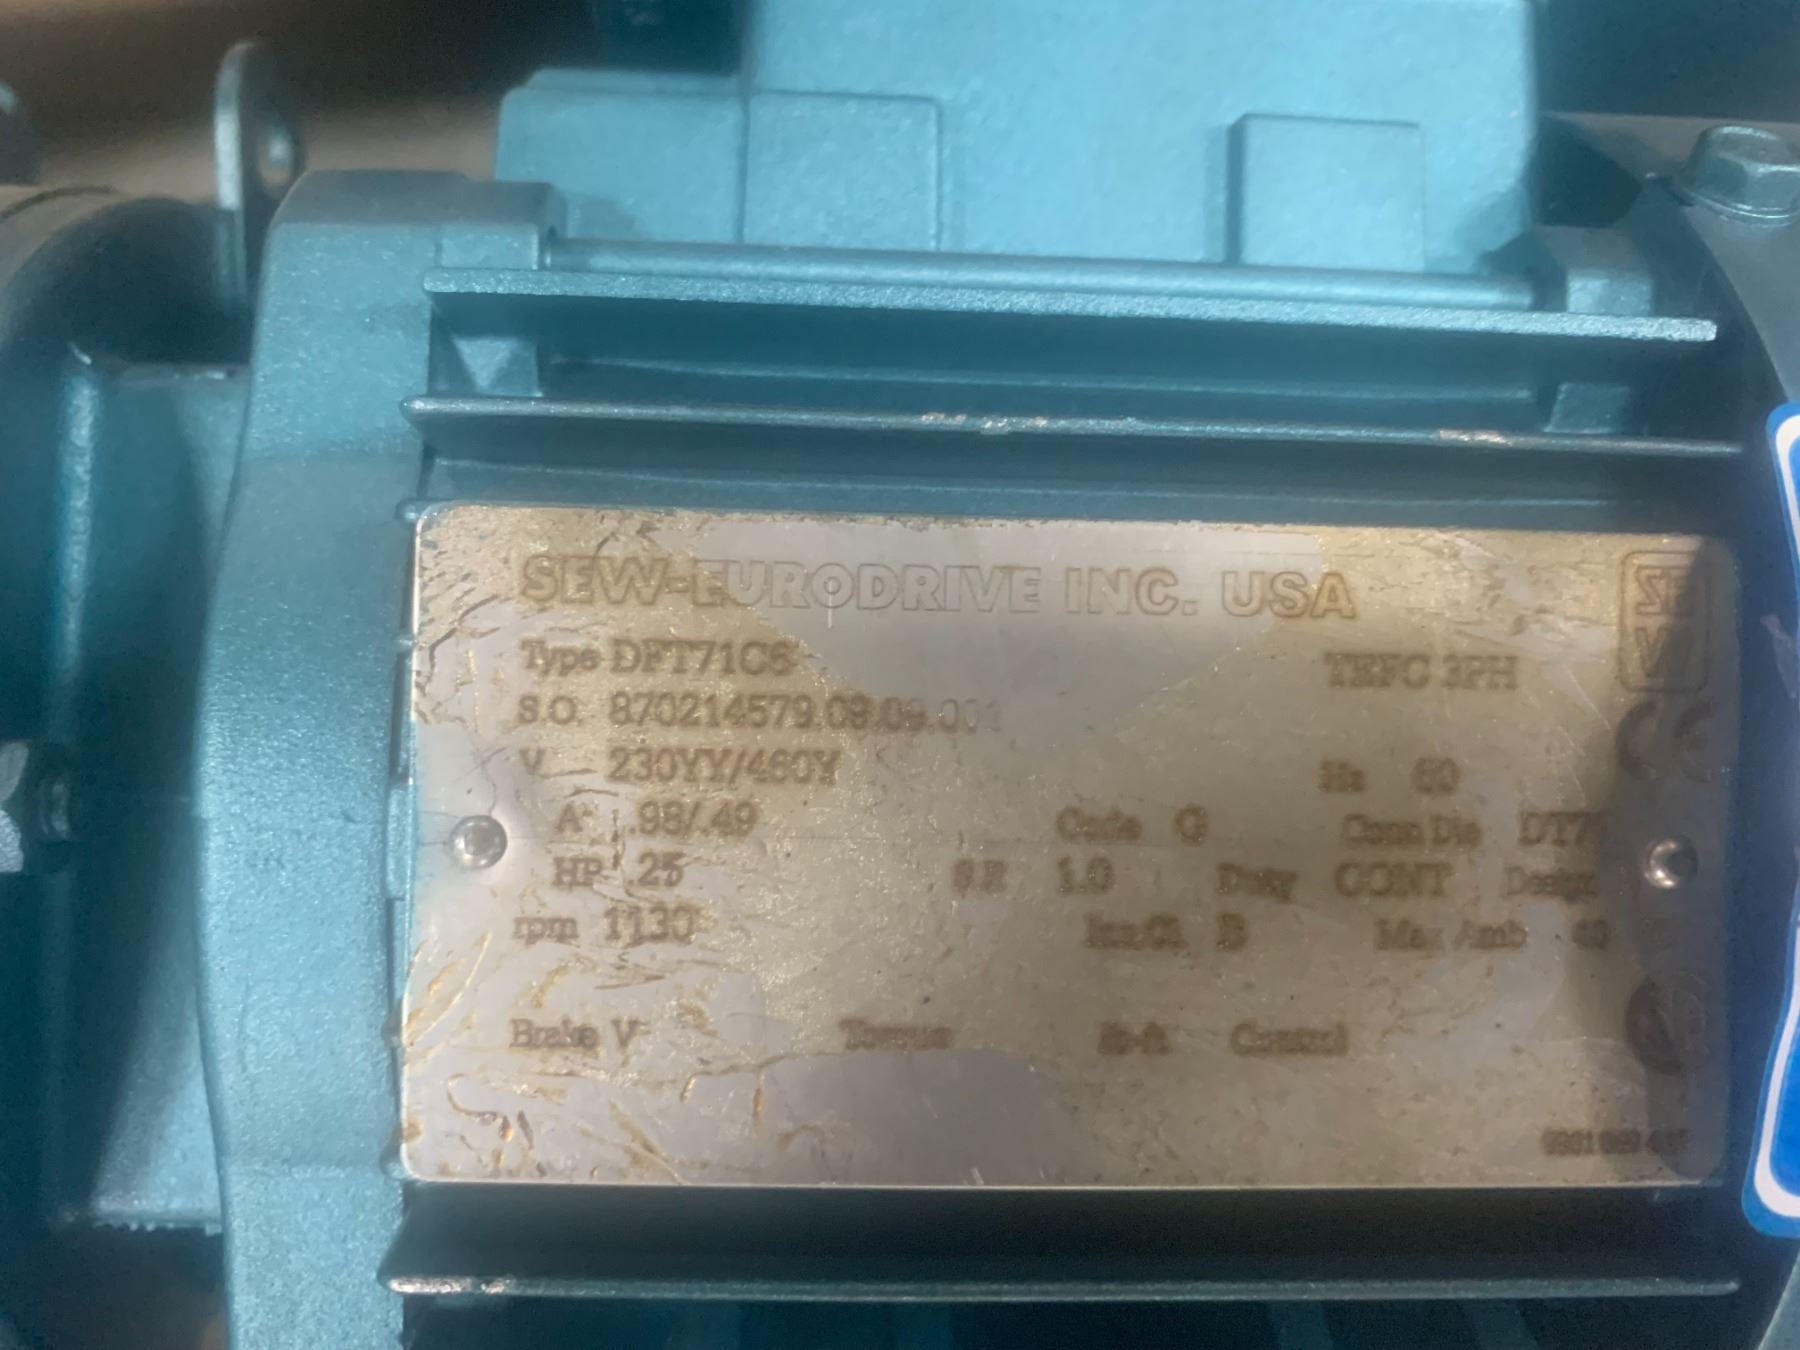 SEW-EURODRIVE INC. USA
Type DFT71C6 TEFC 3PH
S.O. 870214579.09.09.001
V 230YY/460Y Hz 60
A .98/.49 Code G Conn Dia DT7
HP .25 S.F. 1.0 Duty CONT Design
rpm 1130 Ins.Cl. B Max Amb 40
Brake V Torque lb-ft Control